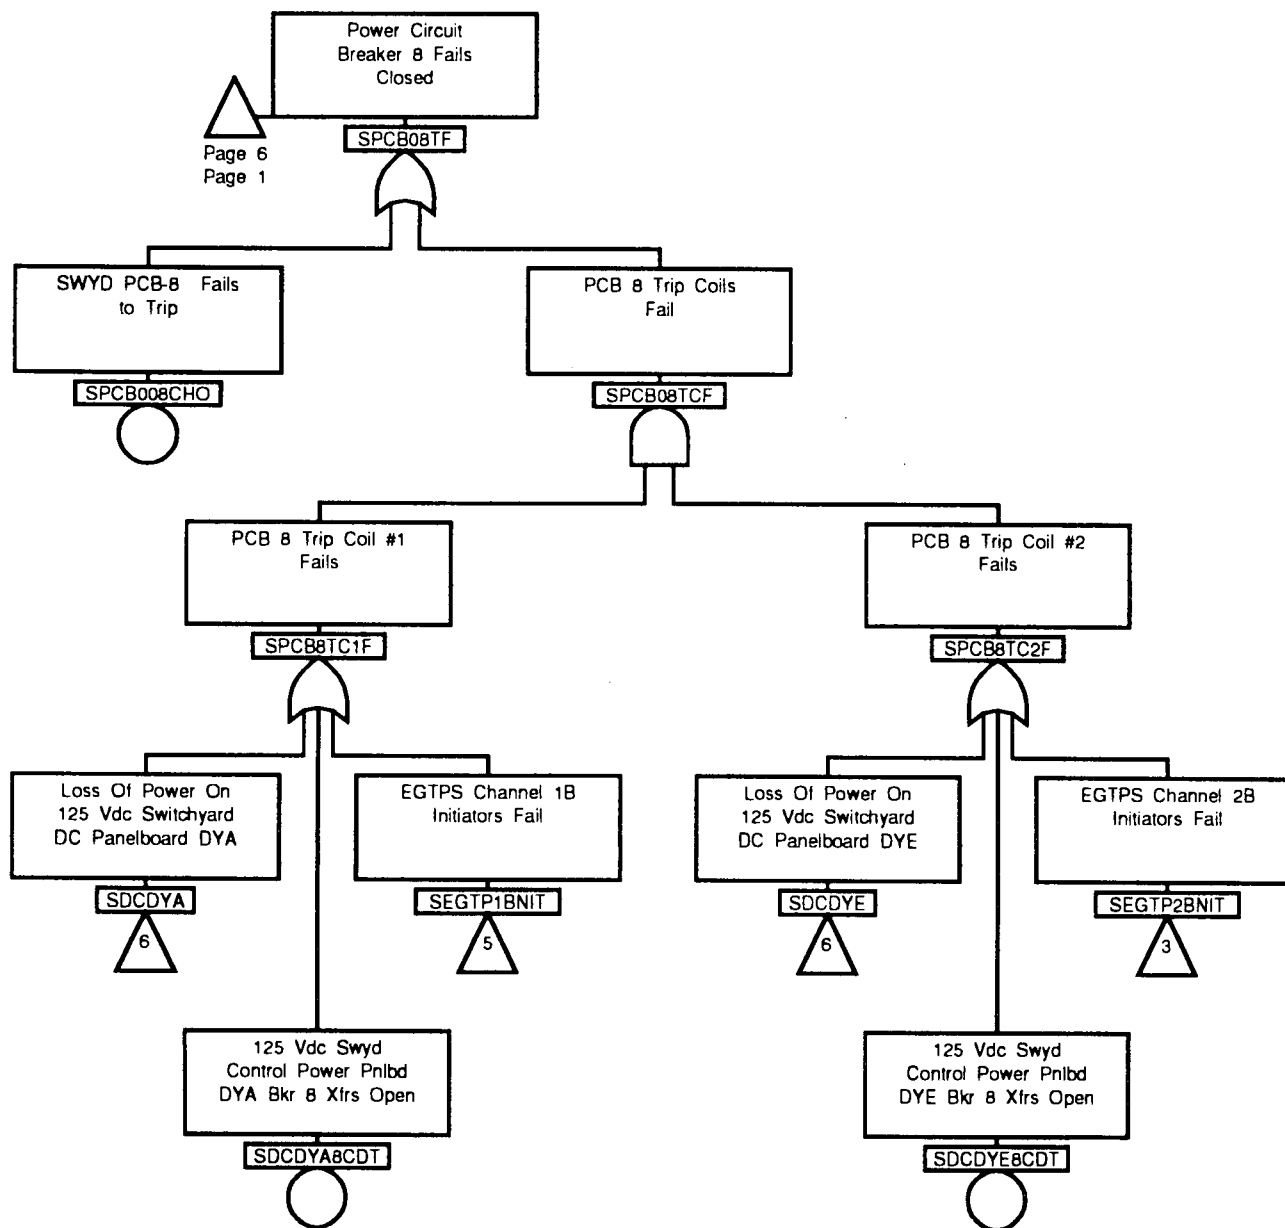 Power Circuit
Breaker 8 Fails
Closed
SPCB08TF
Page 6
Page 1
SWYD PCB-8 Fails
to Trip
SPCB008CHO
PCB 8 Trip Coils
Fail
SPCB08TCF
PCB 8 Trip Coil #1
Fails
SPCB8TC1F
PCB 8 Trip Coil #2
Fails
SPCB8TC2F
Loss Of Power On
125 Vdc Switchyard
DC Panelboard DYA
SDCDYA
6
EGTPS Channel 1B
Initiators Fail
SEGTP1BNIT
5
Loss Of Power On
125 Vdc Switchyard
DC Panelboard DYE
SDCDYE
6
EGTPS Channel 2B
Initiators Fail
SEGTP2BNIT
3
125 Vdc Swyd
Control Power Pnlbd
DYA Bkr 8 Xfrs Open
SDCDYA8CDT
125 Vdc Swyd
Control Power Pnlbd
DYE Bkr 8 Xfrs Open
SDCDYE8CDT